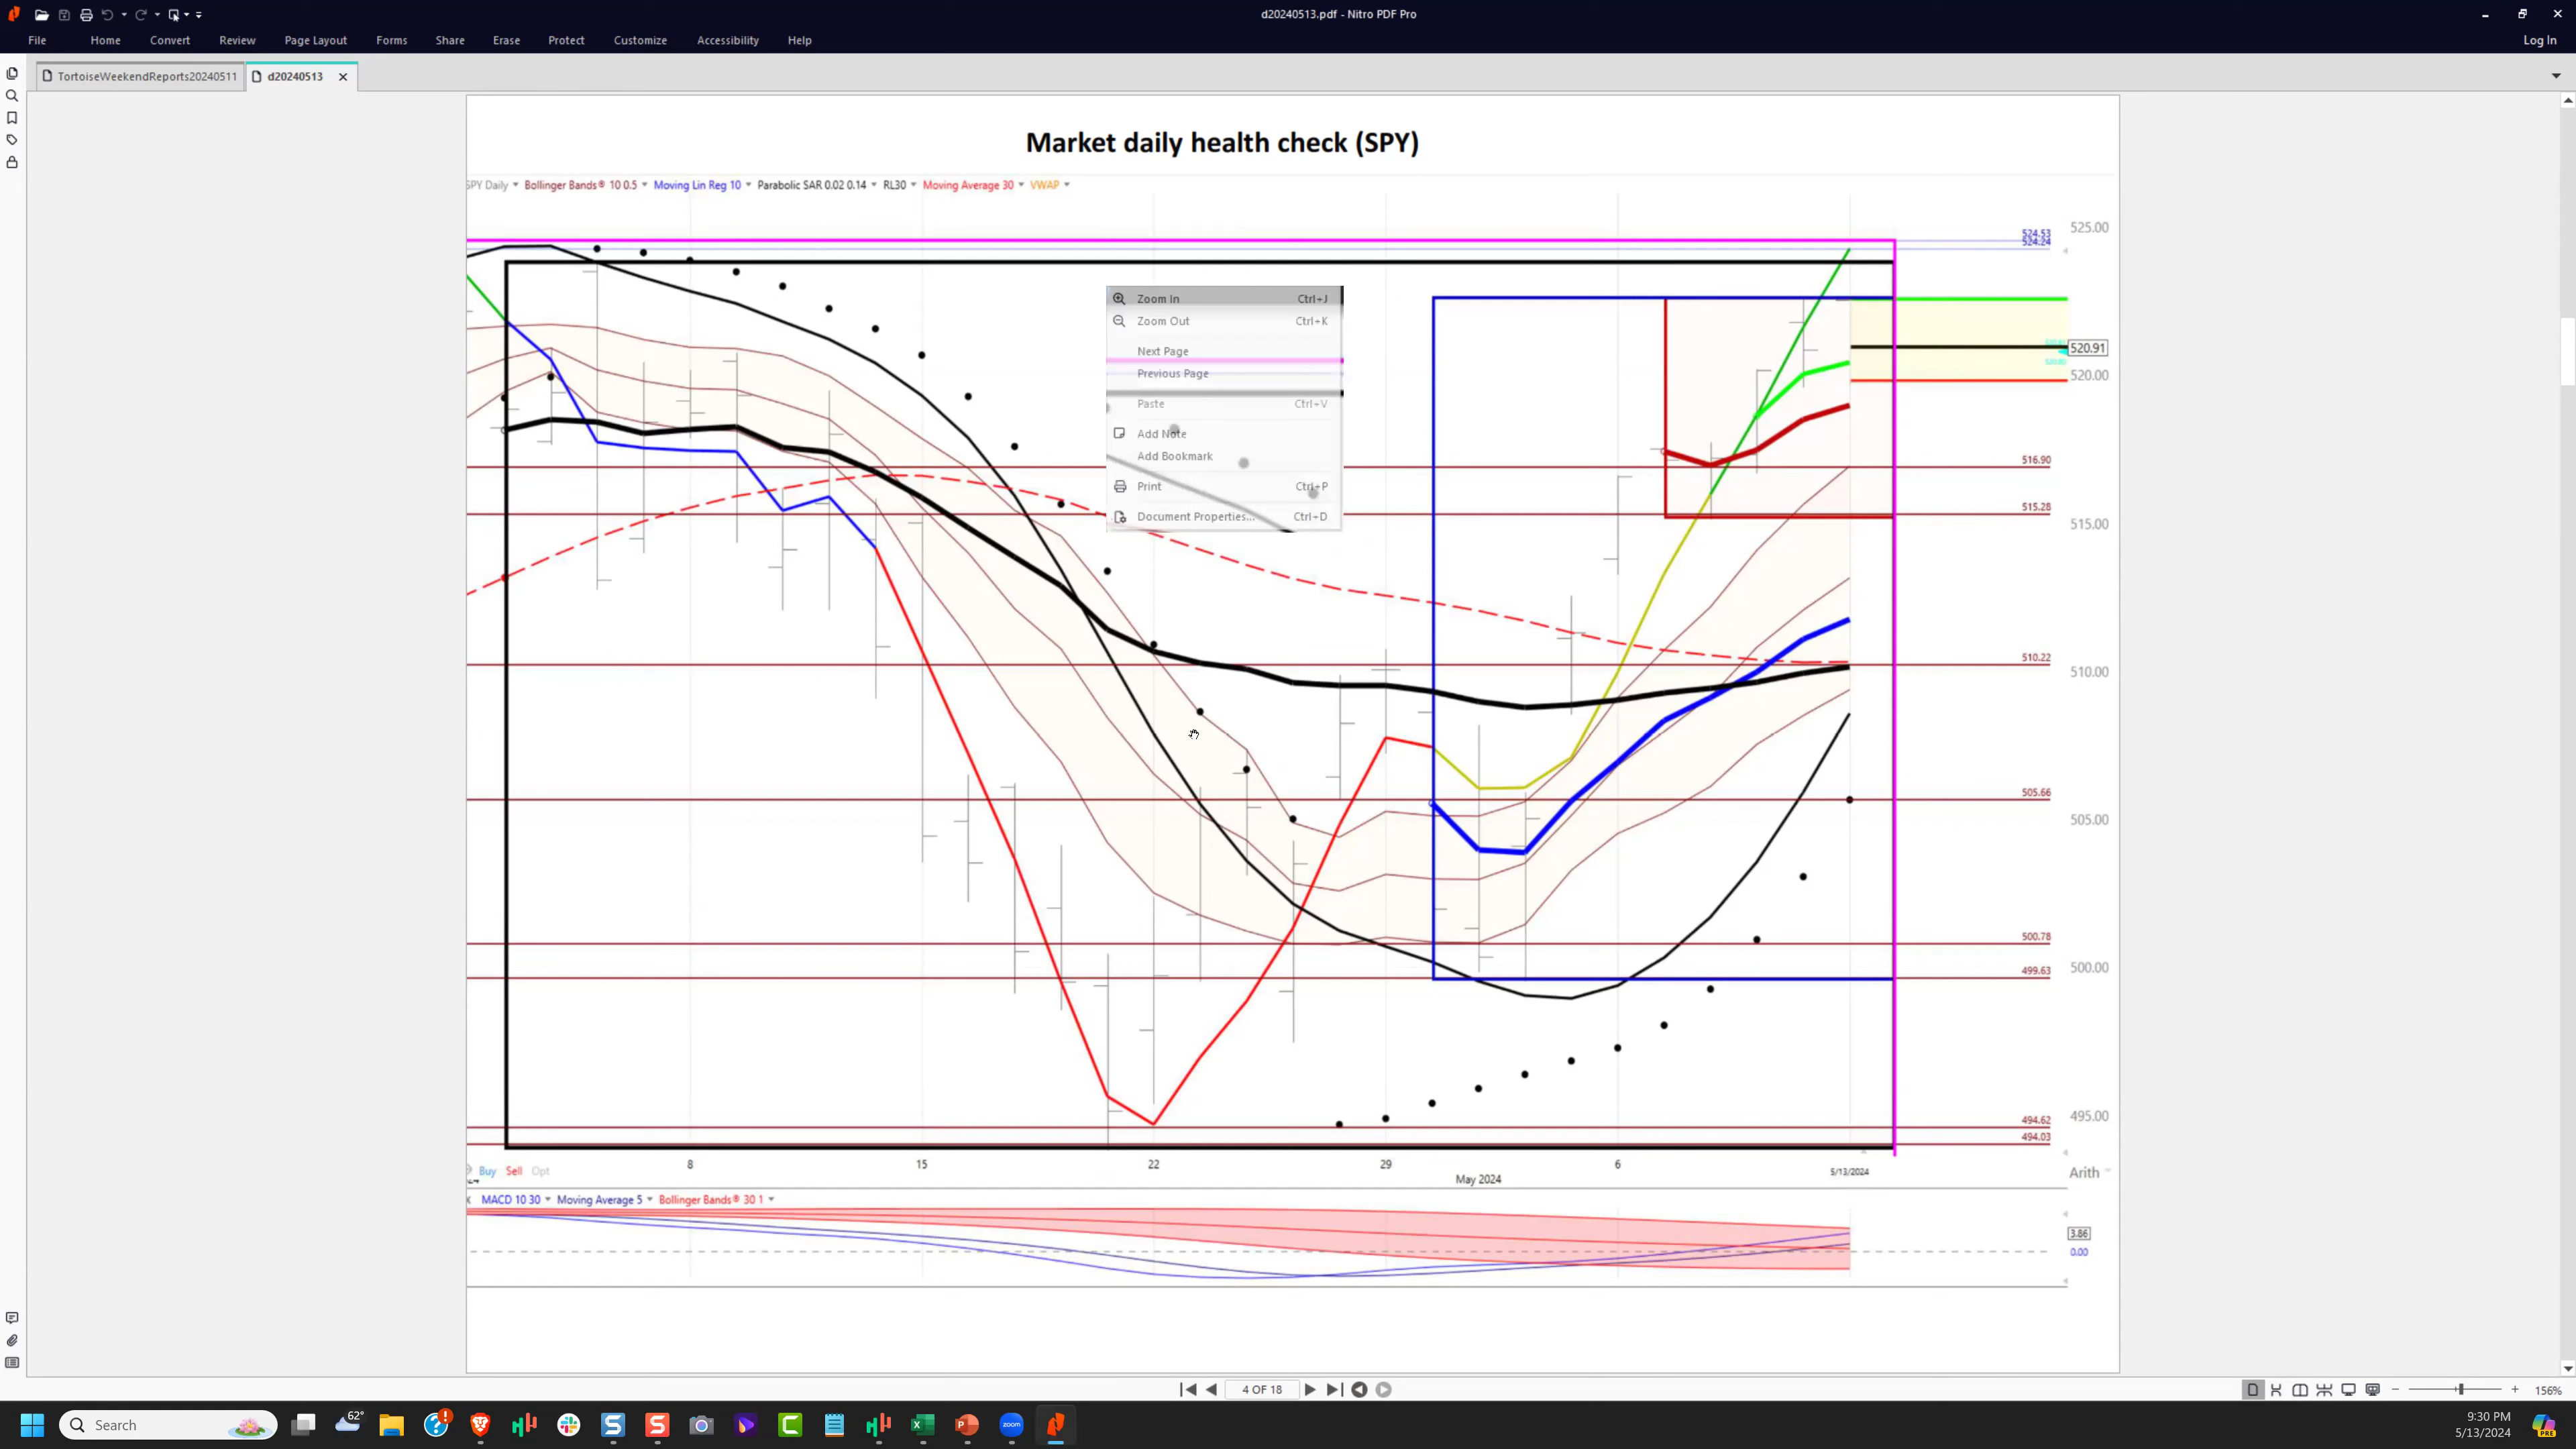 d20240513.pdf - Nitro PDF Pro
File Home Convert Review Page Layout Forms Share Erase Protect Customize Accessibility Help Log In
TortoiseWeekendReports20240511 d20240513
Market daily health check (SPY)
SPY Daily Bollinger Bands® 10 0.5 Moving Lin Reg 10 Parabolic SAR 0.02 0.14 RL30 Moving Average 30 VWAP
525.00
524.53
524.24
Zoom In Ctrl+J
Zoom Out Ctrl+K
Next Page
Previous Page
Paste Ctrl+V
Add Note
Add Bookmark
Print Ctrl+P
Document Properties... Ctrl+D
520.91
520.00
516.90
515.28
515.00
510.22
510.00
505.66
505.00
500.78
500.00
499.63
495.00
494.62
494.03
8 15 22 29 6 5/13/2024
May 2024
Buy Sell Opt
Arith
MACD 10 30 Moving Average 5 Bollinger Bands® 30 1
3.86
0.00
4 OF 18
156%
Search
62°
zoom
9:30 PM
5/13/2024
PRE